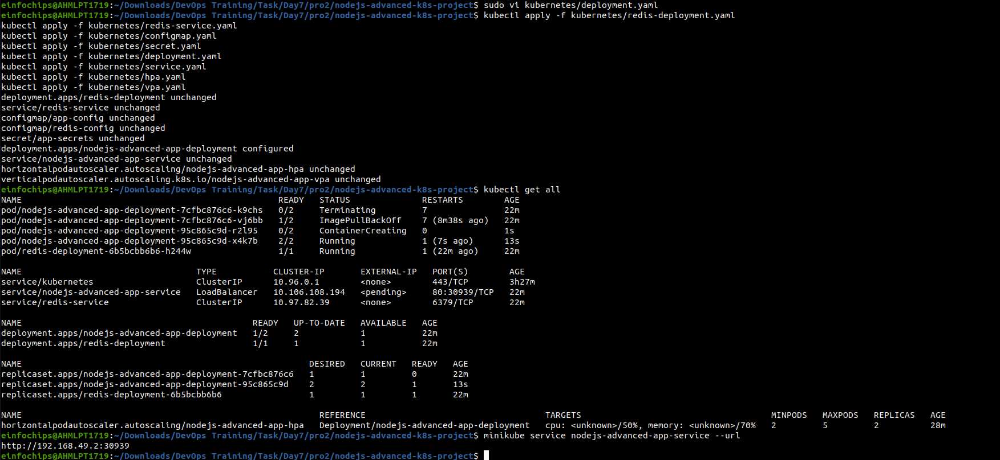 einfochips@AHMLPT1719:~/Downloads/DevOps Training/Task/Day7/pro2/nodejs-advanced-k8s-project$ sudo vi kubernetes/deployment.yaml
einfochips@AHMLPT1719:~/Downloads/DevOps Training/Task/Day7/pro2/nodejs-advanced-k8s-project$ kubectl apply -f kubernetes/redis-deployment.yaml
kubectl apply -f kubernetes/redis-service.yaml
kubectl apply -f kubernetes/configmap.yaml
kubectl apply -f kubernetes/secret.yaml
kubectl apply -f kubernetes/deployment.yaml
kubectl apply -f kubernetes/service.yaml
kubectl apply -f kubernetes/hpa.yaml
kubectl apply -f kubernetes/vpa.yaml
deployment.apps/redis-deployment unchanged
service/redis-service unchanged
configmap/app-config unchanged
configmap/redis-config unchanged
secret/app-secrets unchanged
deployment.apps/nodejs-advanced-app-deployment configured
service/nodejs-advanced-app-service unchanged
horizontalpodautoscaler.autoscaling/nodejs-advanced-app-hpa unchanged
verticalpodautoscaler.autoscaling.k8s.io/nodejs-advanced-app-vpa unchanged
einfochips@AHMLPT1719:~/Downloads/DevOps Training/Task/Day7/pro2/nodejs-advanced-k8s-project$ kubectl get all
NAME READY STATUS RESTARTS AGE
pod/nodejs-advanced-app-deployment-7cfbc876c6-k9chs 0/2 Terminating 7 22m
pod/nodejs-advanced-app-deployment-7cfbc876c6-vj6bb 1/2 ImagePullBackOff 7 (8m38s ago) 22m
pod/nodejs-advanced-app-deployment-95c865c9d-r2l95 0/2 ContainerCreating 0 1s
pod/nodejs-advanced-app-deployment-95c865c9d-x4k7b 2/2 Running 1 (7s ago) 13s
pod/redis-deployment-6b5bcbb6b6-h244w 1/1 Running 1 (22m ago) 22m
NAME TYPE CLUSTER-IP EXTERNAL-IP PORT(S) AGE
service/kubernetes ClusterIP 10.96.0.1 <none> 443/TCP 3h27m
service/nodejs-advanced-app-service LoadBalancer 10.106.108.194 <pending> 80:30939/TCP 22m
service/redis-service ClusterIP 10.97.82.39 <none> 6379/TCP 22m
NAME READY UP-TO-DATE AVAILABLE AGE
deployment.apps/nodejs-advanced-app-deployment 1/2 2 1 22m
deployment.apps/redis-deployment 1/1 1 1 22m
NAME DESIRED CURRENT READY AGE
replicaset.apps/nodejs-advanced-app-deployment-7cfbc876c6 1 1 0 22m
replicaset.apps/nodejs-advanced-app-deployment-95c865c9d 2 2 1 13s
replicaset.apps/redis-deployment-6b5bcbb6b6 1 1 1 22m
NAME REFERENCE TARGETS MINPODS MAXPODS REPLICAS AGE
horizontalpodautoscaler.autoscaling/nodejs-advanced-app-hpa Deployment/nodejs-advanced-app-deployment cpu: <unknown>/50%, memory: <unknown>/70% 2 5 2 28m
einfochips@AHMLPT1719:~/Downloads/DevOps Training/Task/Day7/pro2/nodejs-advanced-k8s-project$ minikube service nodejs-advanced-app-service --url
http://192.168.49.2:30939
einfochips@AHMLPT1719:~/Downloads/DevOps Training/Task/Day7/pro2/nodejs-advanced-k8s-project$